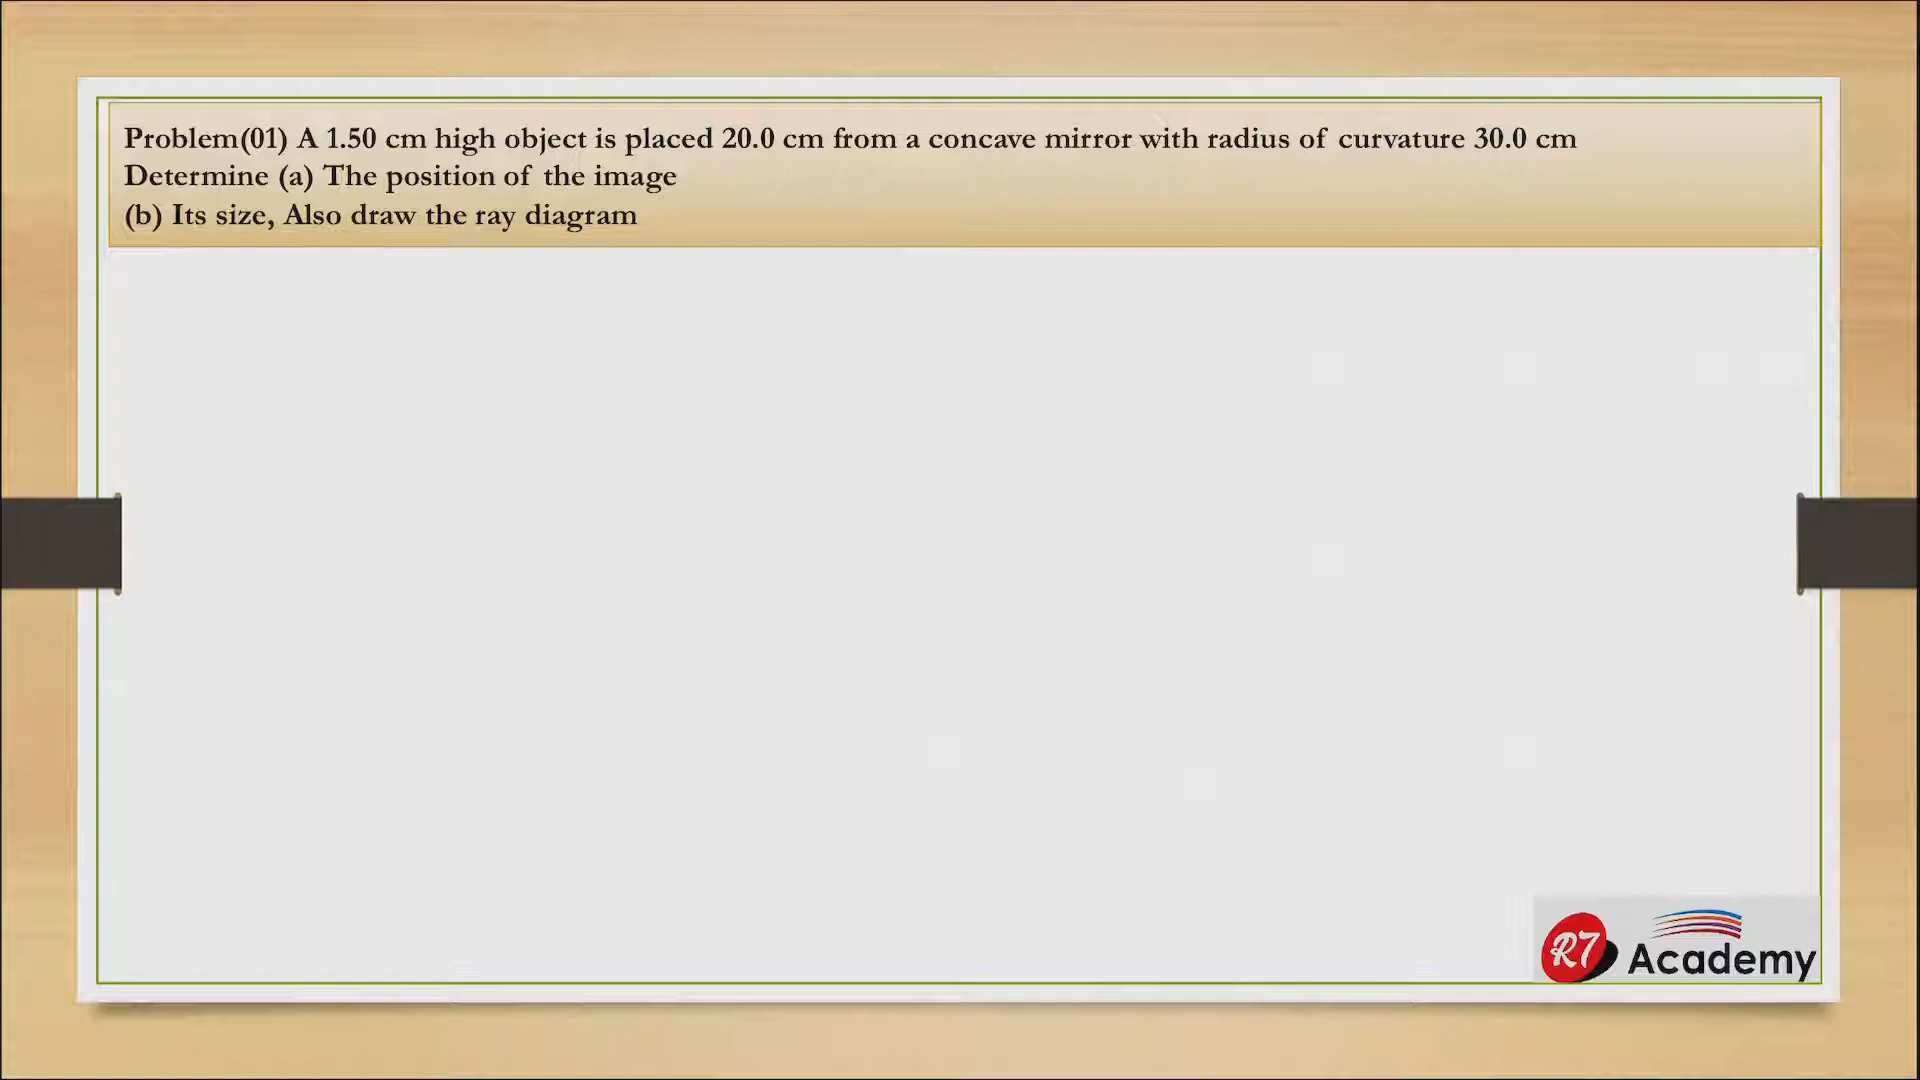 Problem(01) A 1.50 cm high object is placed 20.0 cm from a concave mirror with radius of curvature 30.0 cm
Determine (a) The position of the image
(b) Its size, Also draw the ray diagram
R7 Academy